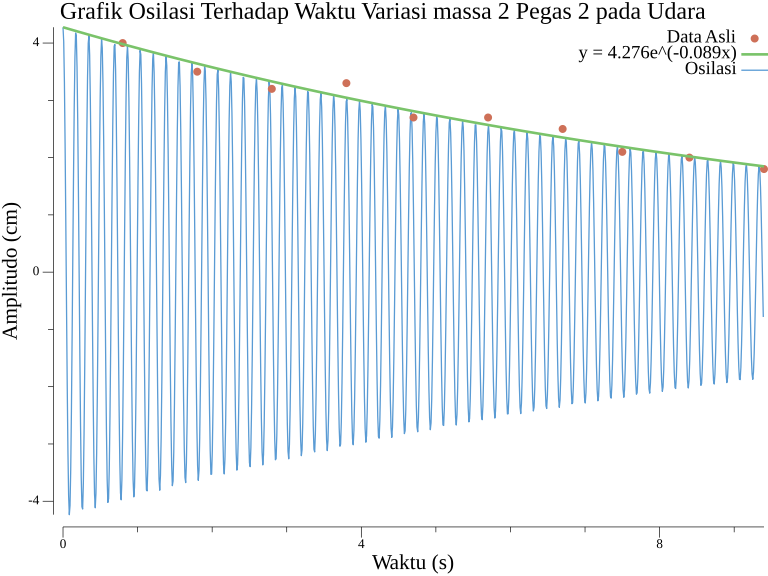 Grafik Osilasi Terhadap Waktu Variasi massa 2 Pegas 2 pada Udara
Data Asli
y = 4.276e^(-0.089x)
Osilasi
Amplitudo (cm)
4
0
-4
0
4
8
Waktu (s)